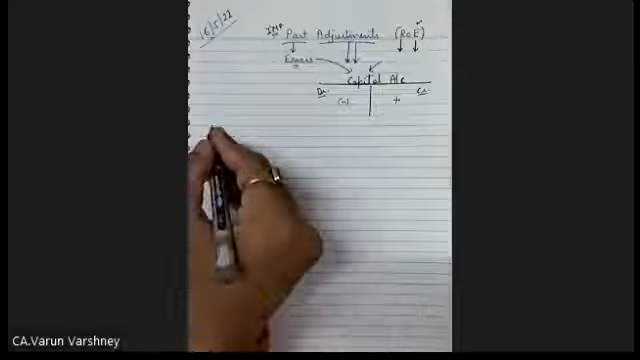 16/5/22
IMP Past Adjustments (RoE)
Errors
Capital A/c
Dr. Cr.
(-) +
CA.Varun Varshney